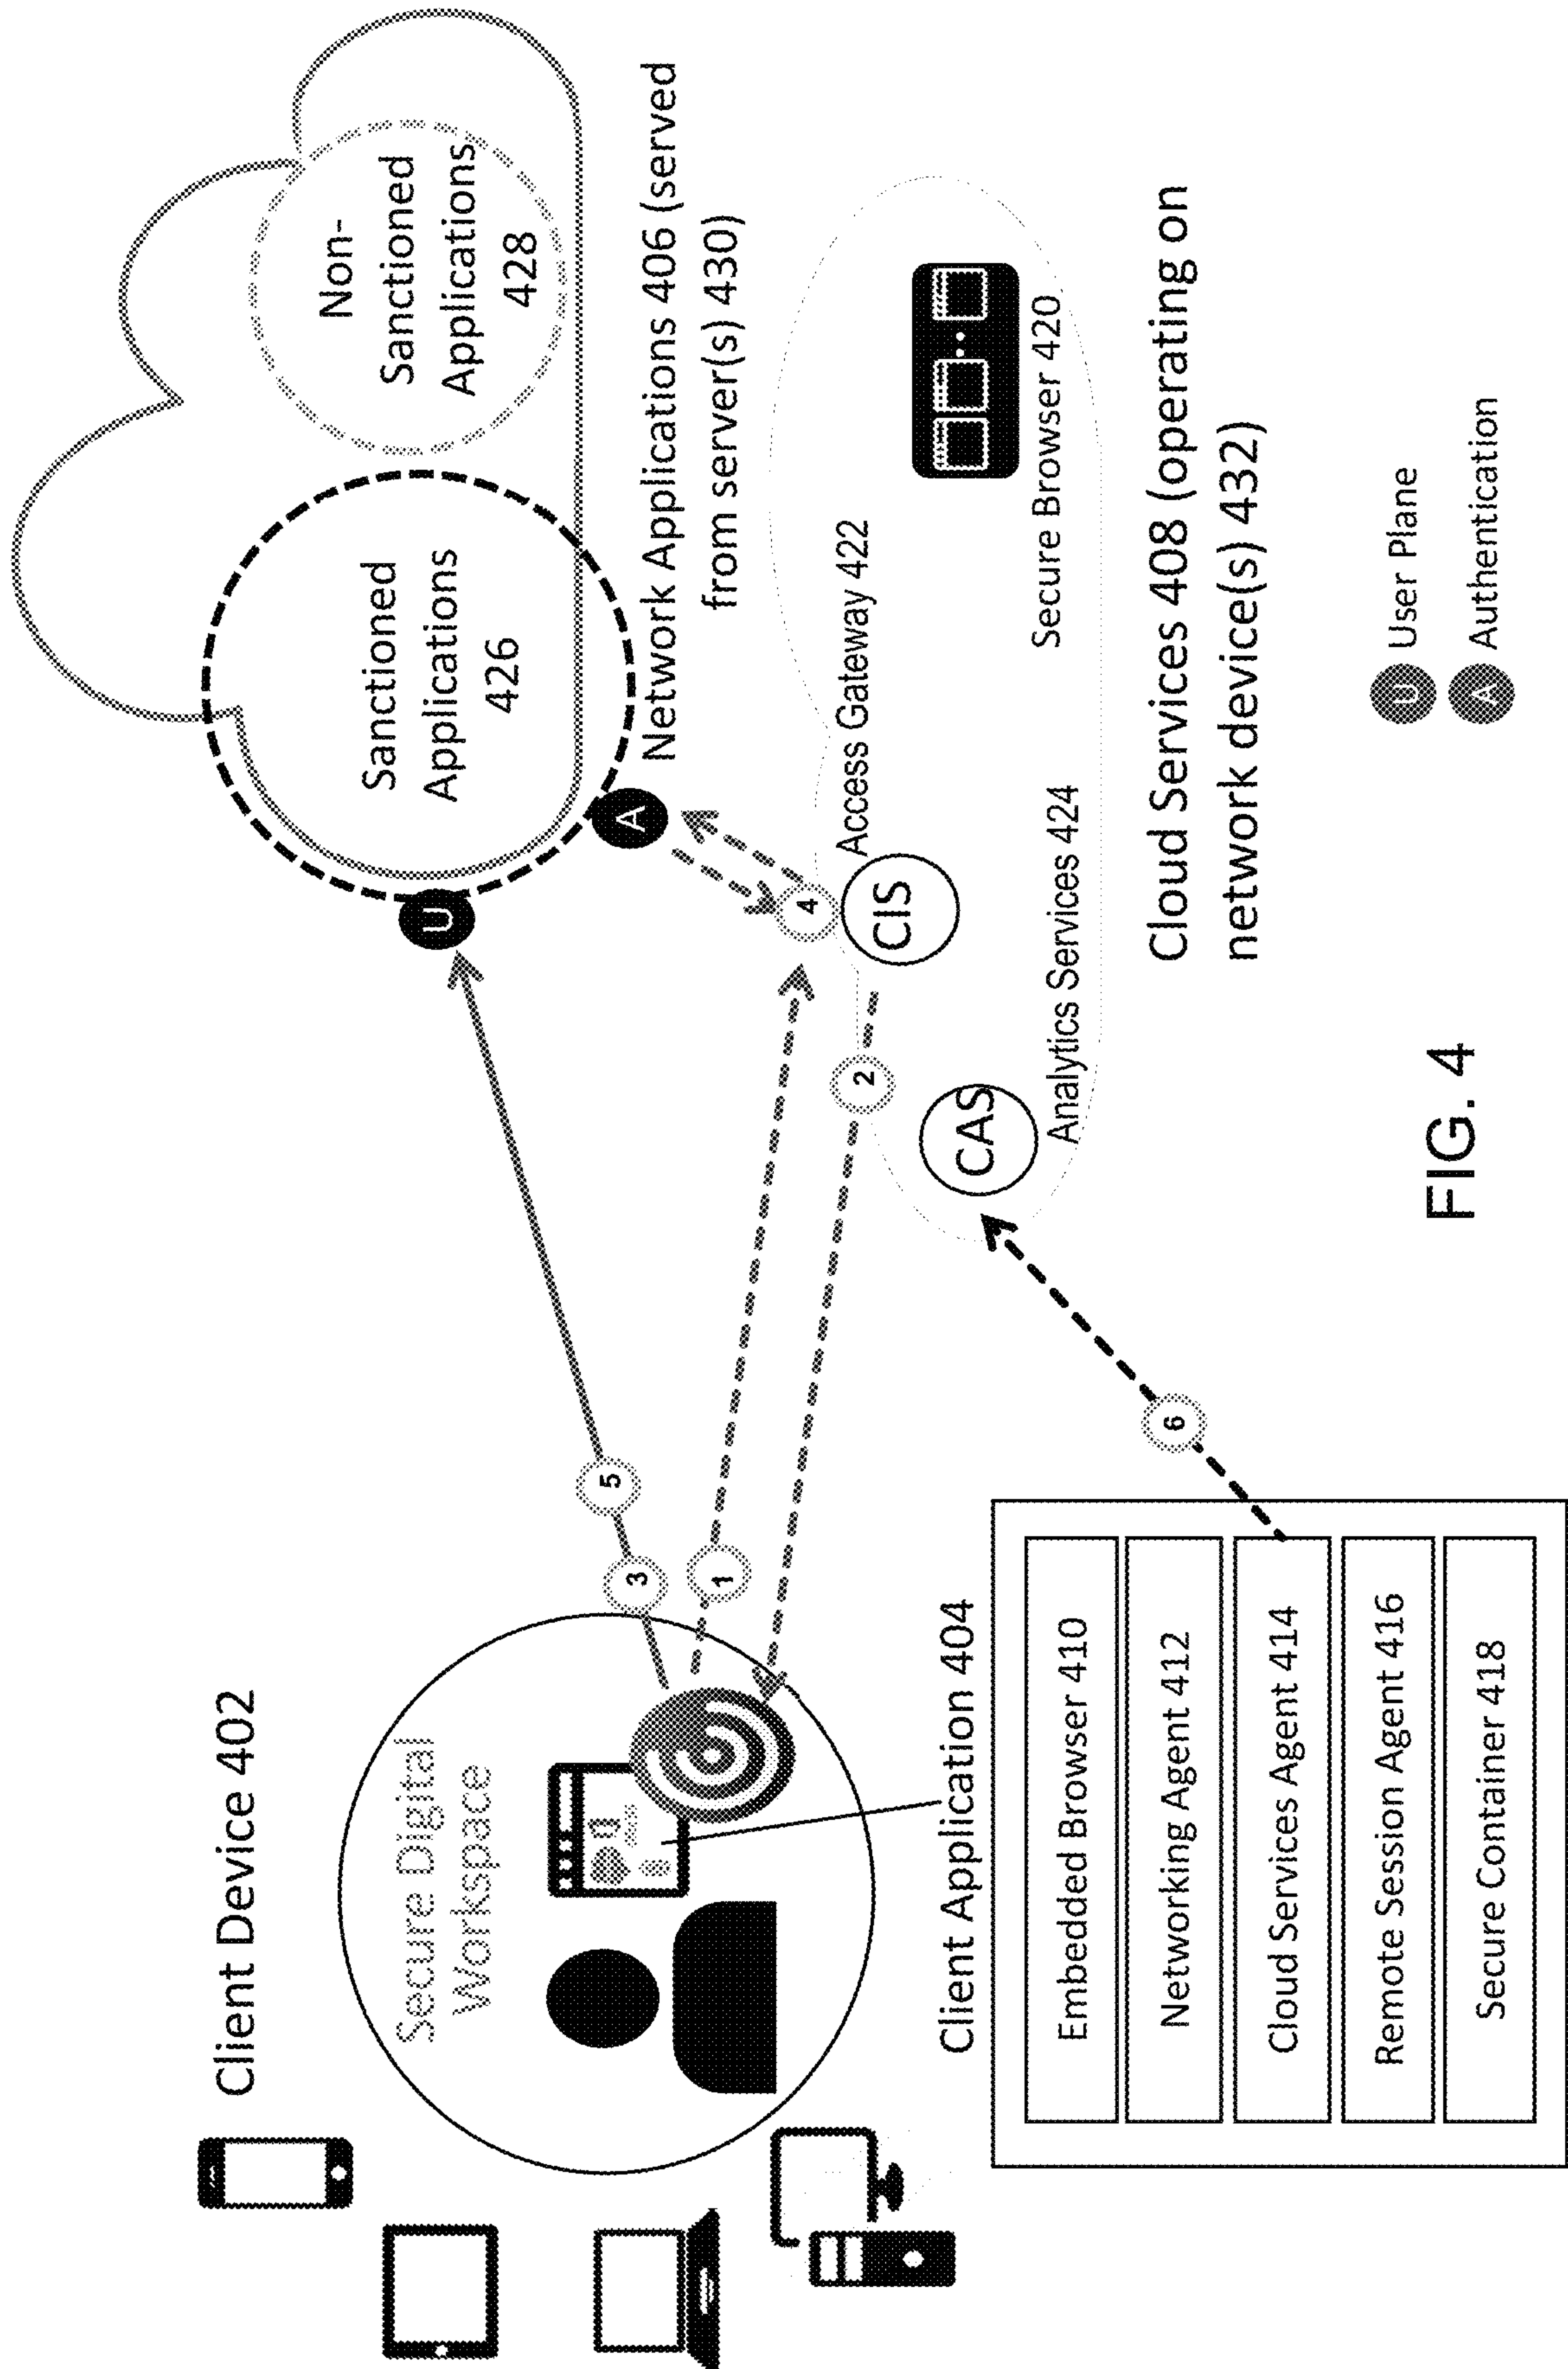 Client Device 402
Secure Digital
Workspace
Client Application 404
Embedded Browser 410
Networking Agent 412
Cloud Services Agent 414
Remote Session Agent 416
Secure Container 418
3
5
1
2
4
6
U
A
Sanctioned
Applications
426
Non-
Sanctioned
Applications
428
Network Applications 406 (served
from server(s) 430)
Access Gateway 422
CIS
CAS
Analytics Services 424
Secure Browser 420
Cloud Services 408 (operating on
network device(s) 432)
U User Plane
A Authentication
FIG. 4